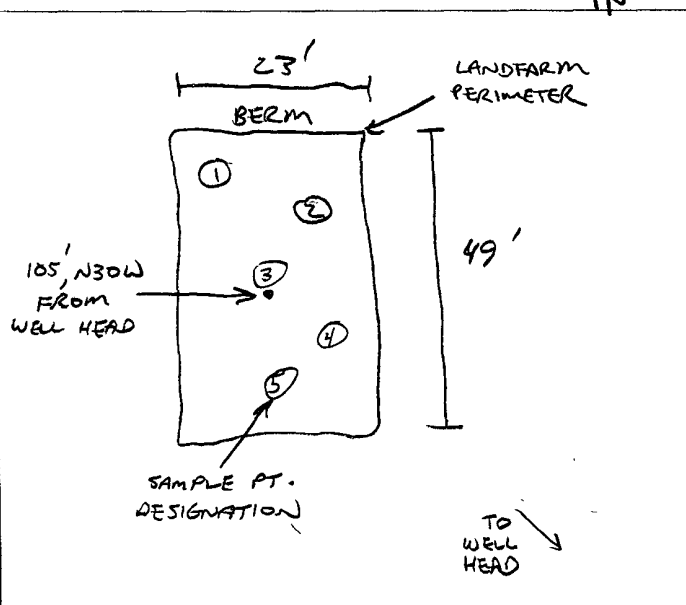 23'
LANDFARM
PERIMETER
BERM
1
2
49'
3
105', N30W
FROM
WELL HEAD
4
5
SAMPLE PT.
DESIGNATION
TO
WELL
HEAD